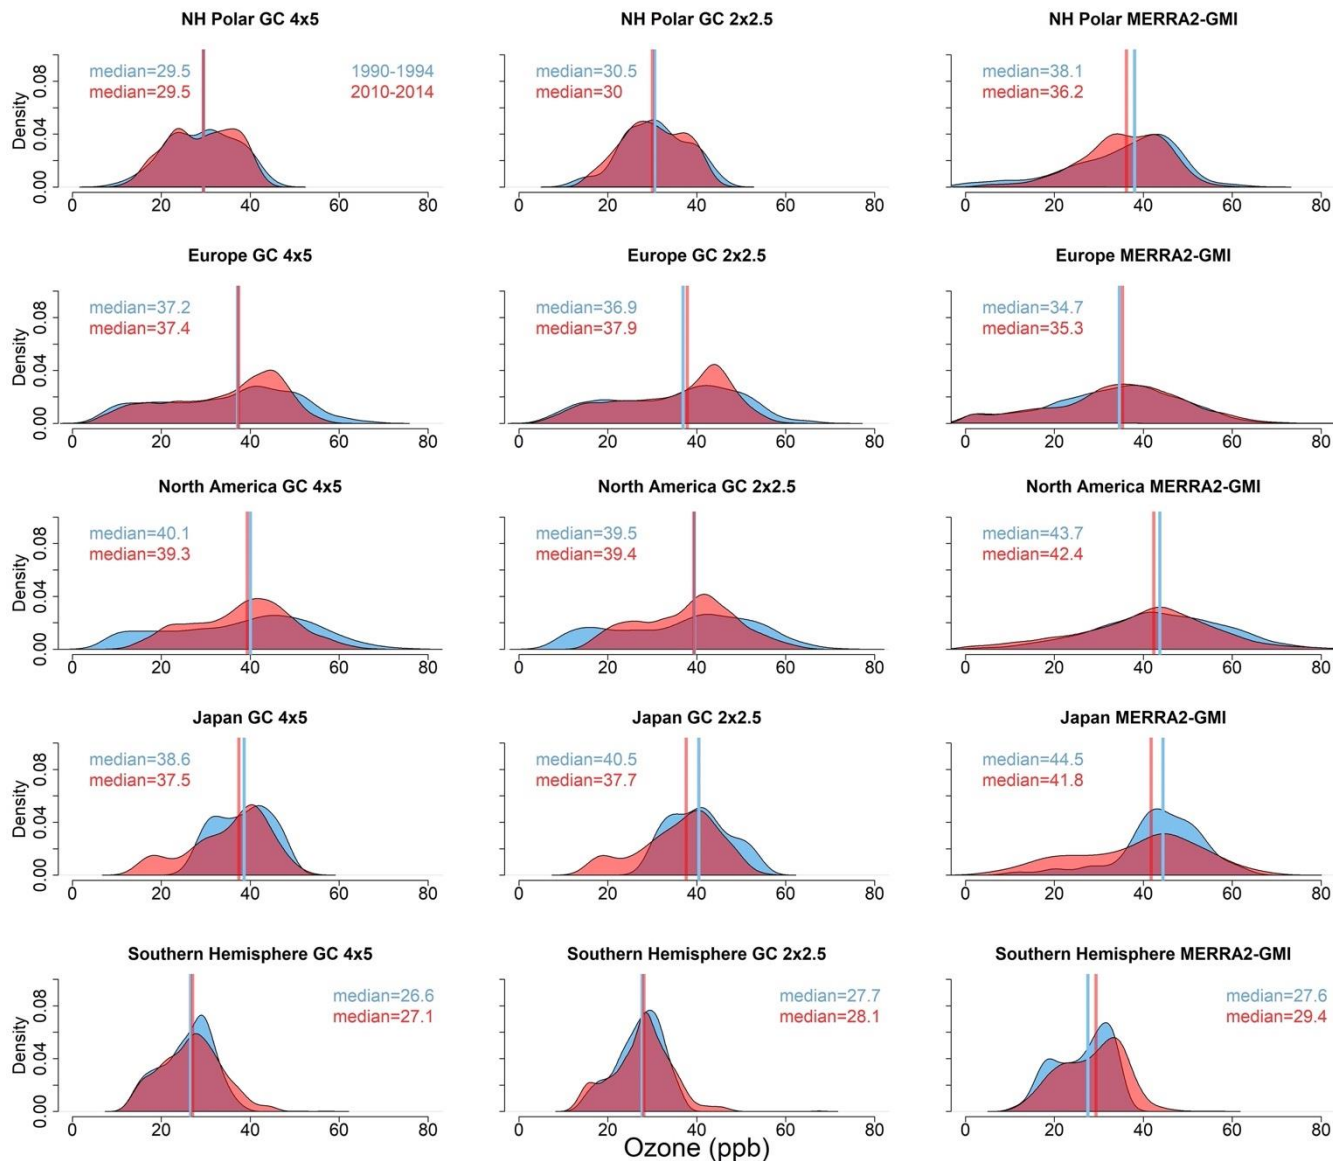 NH Polar GC 4x5 NH Polar GC 2x2.5 NH Polar MERRA2-GMI
median=29.5 1990-1994 median=30.5 median=38.1
median=29.5 2010-2014 median=30 median=36.2
Density
0.00 0.04 0.08
0 20 40 60 80 0 20 40 60 80 0 20 40 60 80
Europe GC 4x5 Europe GC 2x2.5 Europe MERRA2-GMI
median=37.2 median=36.9 median=34.7
median=37.4 median=37.9 median=35.3
Density
0.00 0.04 0.08
0 20 40 60 80 0 20 40 60 80 0 20 40 60 80
North America GC 4x5 North America GC 2x2.5 North America MERRA2-GMI
median=40.1 median=39.5 median=43.7
median=39.3 median=39.4 median=42.4
Density
0.00 0.04 0.08
0 20 40 60 80 0 20 40 60 80 0 20 40 60 80
Japan GC 4x5 Japan GC 2x2.5 Japan MERRA2-GMI
median=38.6 median=40.5 median=44.5
median=37.5 median=37.7 median=41.8
Density
0.00 0.04 0.08
0 20 40 60 80 0 20 40 60 80 0 20 40 60 80
Southern Hemisphere GC 4x5 Southern Hemisphere GC 2x2.5 Southern Hemisphere MERRA2-GMI
median=26.6 median=27.7 median=27.6
median=27.1 median=28.1 median=29.4
Density
0.00 0.04 0.08
0 20 40 60 80 0 20 40 60 80 0 20 40 60 80
Ozone (ppb)